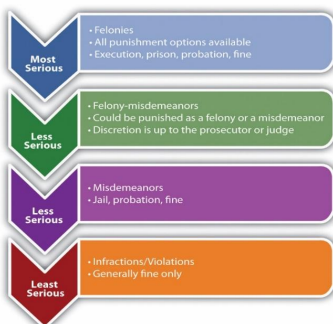 Most
Serious
• Felonies
• All punishment options available
• Execution, prison, probation, fine
Less
Serious
• Felony-misdemeanors
• Could be punished as a felony or a misdemeanor
• Discretion is up to the prosecutor or judge
Less
Serious
• Misdemeanors
• Jail, probation, fine
Least
Serious
• Infractions/Violations
• Generally fine only